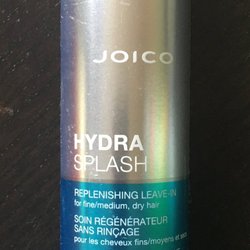 JOICO
HYDRA
SPLASH
REPLENISHING LEAVE-IN
for fine/medium, dry hair
SOIN RÉGÉNÉRATEUR
SANS RINÇAGE
pour les cheveux fins/moyens et secs